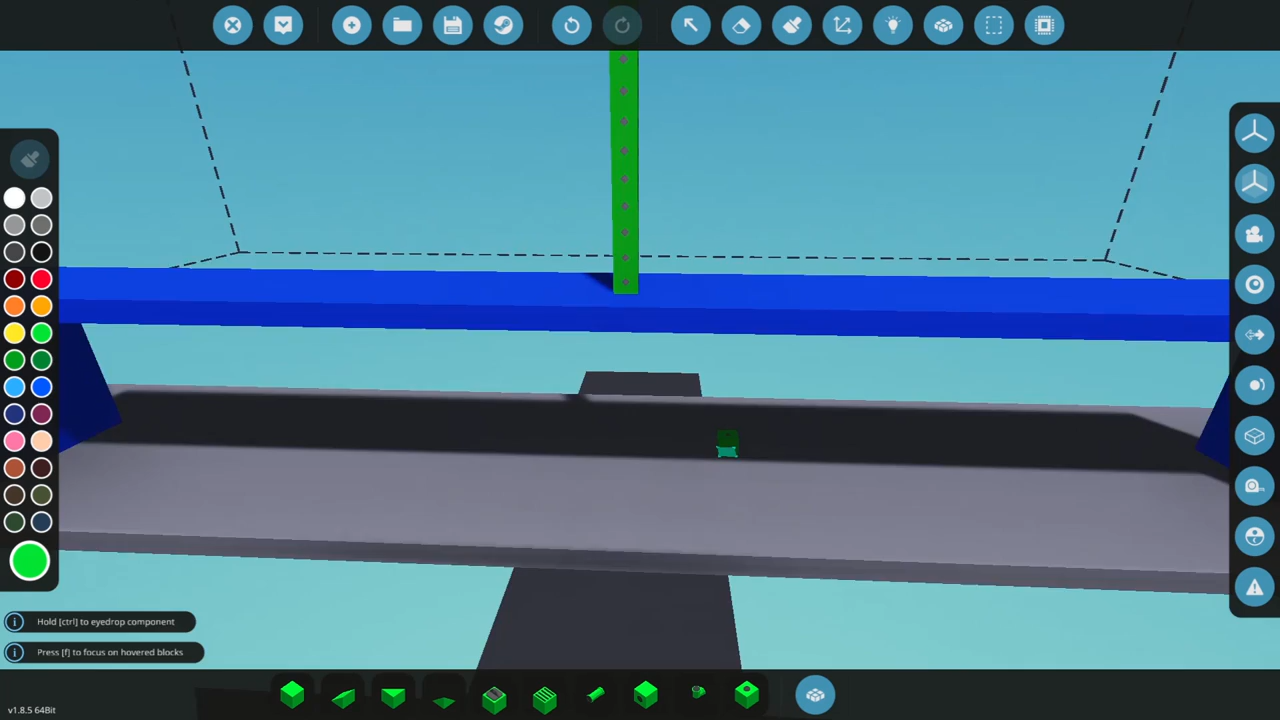 Hold [ctrl] to eyedrop component
Press [f] to focus on hovered blocks
v1.8.5 64Bit